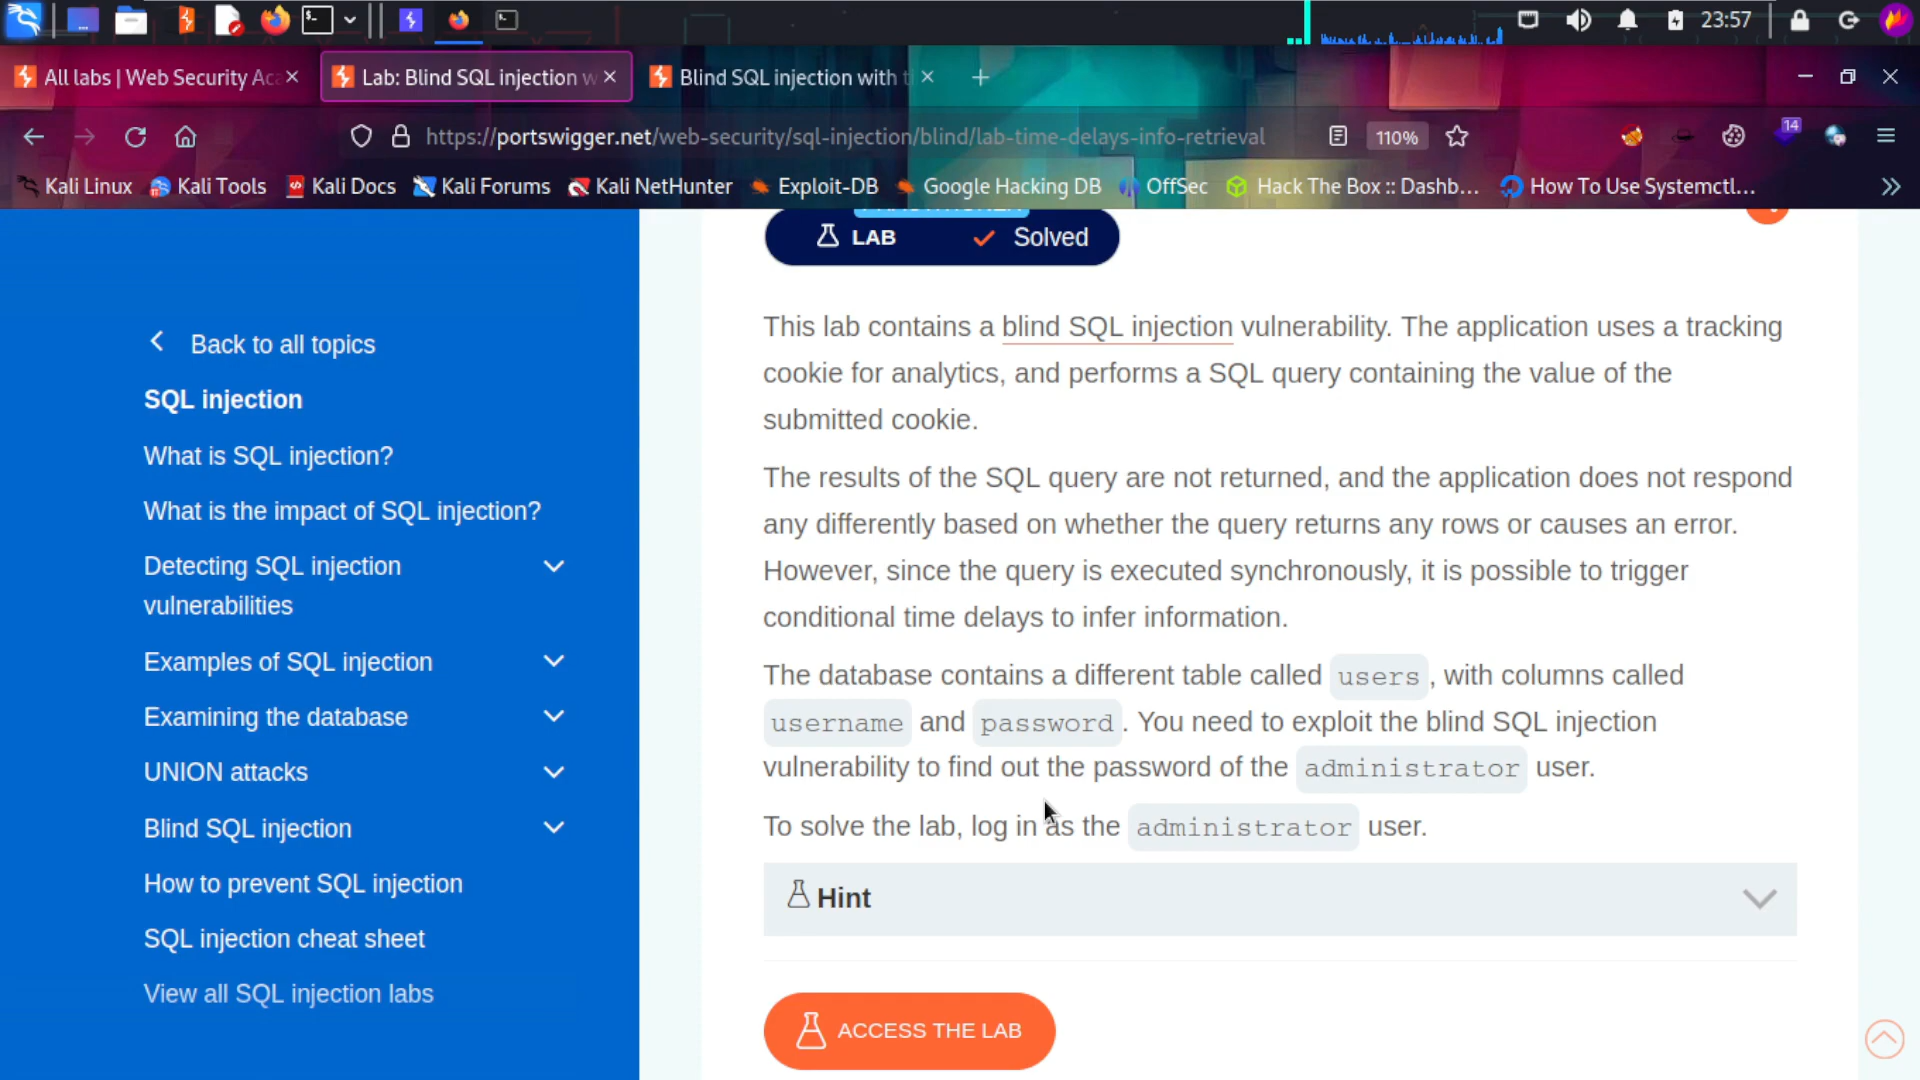 23:57
14
All labs | Web Security Aca
Lab: Blind SQL injection w
Blind SQL injection with t
https://portswigger.net/web-security/sql-injection/blind/lab-time-delays-info-retrieval
110%
Kali Linux
Kali Tools
Kali Docs
Kali Forums
Kali NetHunter
Exploit-DB
Google Hacking DB
OffSec
Hack The Box :: Dashb...
How To Use Systemctl...
Back to all topics
SQL injection
What is SQL injection?
What is the impact of SQL injection?
Detecting SQL injection
vulnerabilities
Examples of SQL injection
Examining the database
UNION attacks
Blind SQL injection
How to prevent SQL injection
SQL injection cheat sheet
View all SQL injection labs
LAB Solved
This lab contains a blind SQL injection vulnerability. The application uses a tracking
cookie for analytics, and performs a SQL query containing the value of the
submitted cookie.
The results of the SQL query are not returned, and the application does not respond
any differently based on whether the query returns any rows or causes an error.
However, since the query is executed synchronously, it is possible to trigger
conditional time delays to infer information.
The database contains a different table called users, with columns called
username and password. You need to exploit the blind SQL injection
vulnerability to find out the password of the administrator user.
To solve the lab, log in as the administrator user.
Hint
ACCESS THE LAB